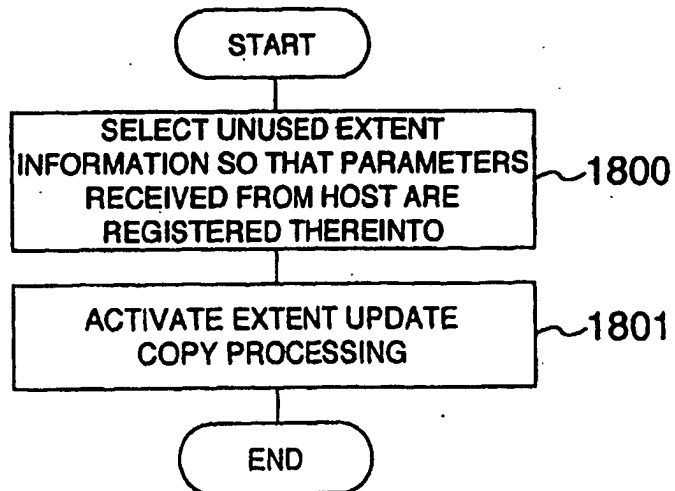 START
SELECT UNUSED EXTENT
INFORMATION SO THAT PARAMETERS
RECEIVED FROM HOST ARE
REGISTERED THEREINTO
1800
ACTIVATE EXTENT UPDATE
COPY PROCESSING
1801
END